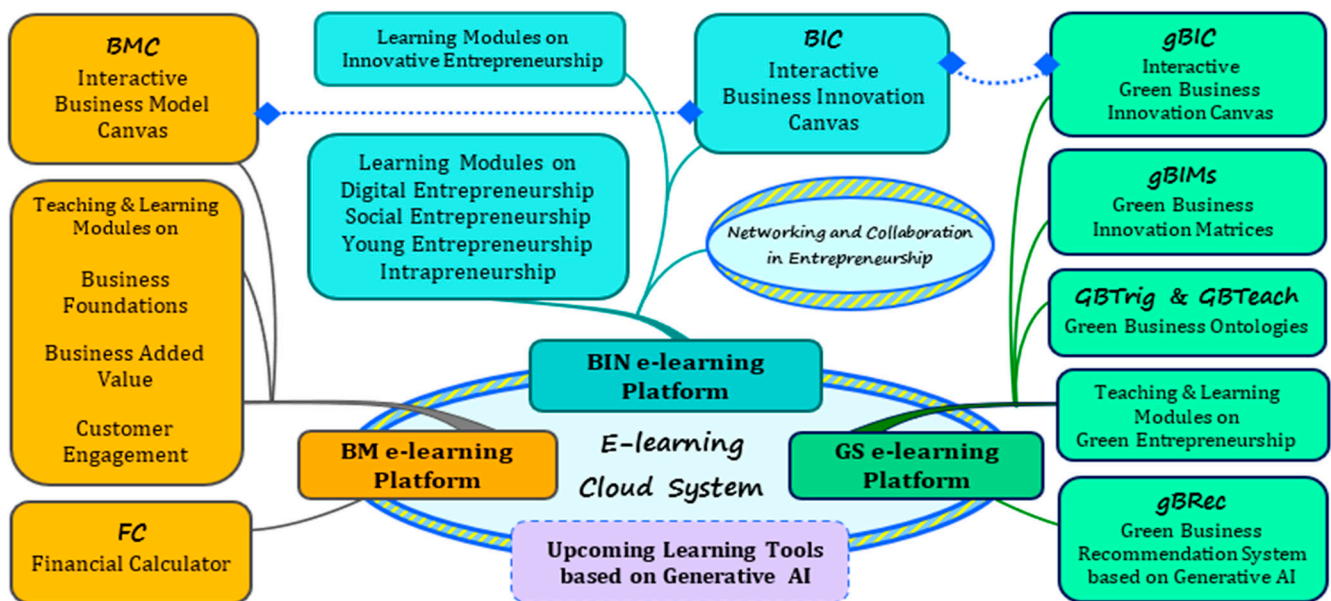 BMC
Interactive
Business Model
Canvas
Teaching & Learning
Modules on
Business
Foundations
Business Added
Value
Customer
Engagement
FC
Financial Calculator
Learning Modules on
Innovative Entrepreneurship
Learning Modules on
Digital Entrepreneurship
Social Entrepreneurship
Young Entrepreneurship
Intrapreneurship
BIC
Interactive
Business Innovation
Canvas
Networking and Collaboration
in Entrepreneurship
BIN e-learning
Platform
BM e-learning
Platform
E-learning
Cloud System
GS e-learning
Platform
Upcoming Learning Tools
based on Generative AI
gBIC
Interactive
Green Business
Innovation Canvas
gBIMs
Green Business
Innovation Matrices
GBTrig & GBTeach
Green Business Ontologies
Teaching & Learning
Modules on
Green Entrepreneurship
gBRec
Green Business
Recommendation System
based on Generative AI